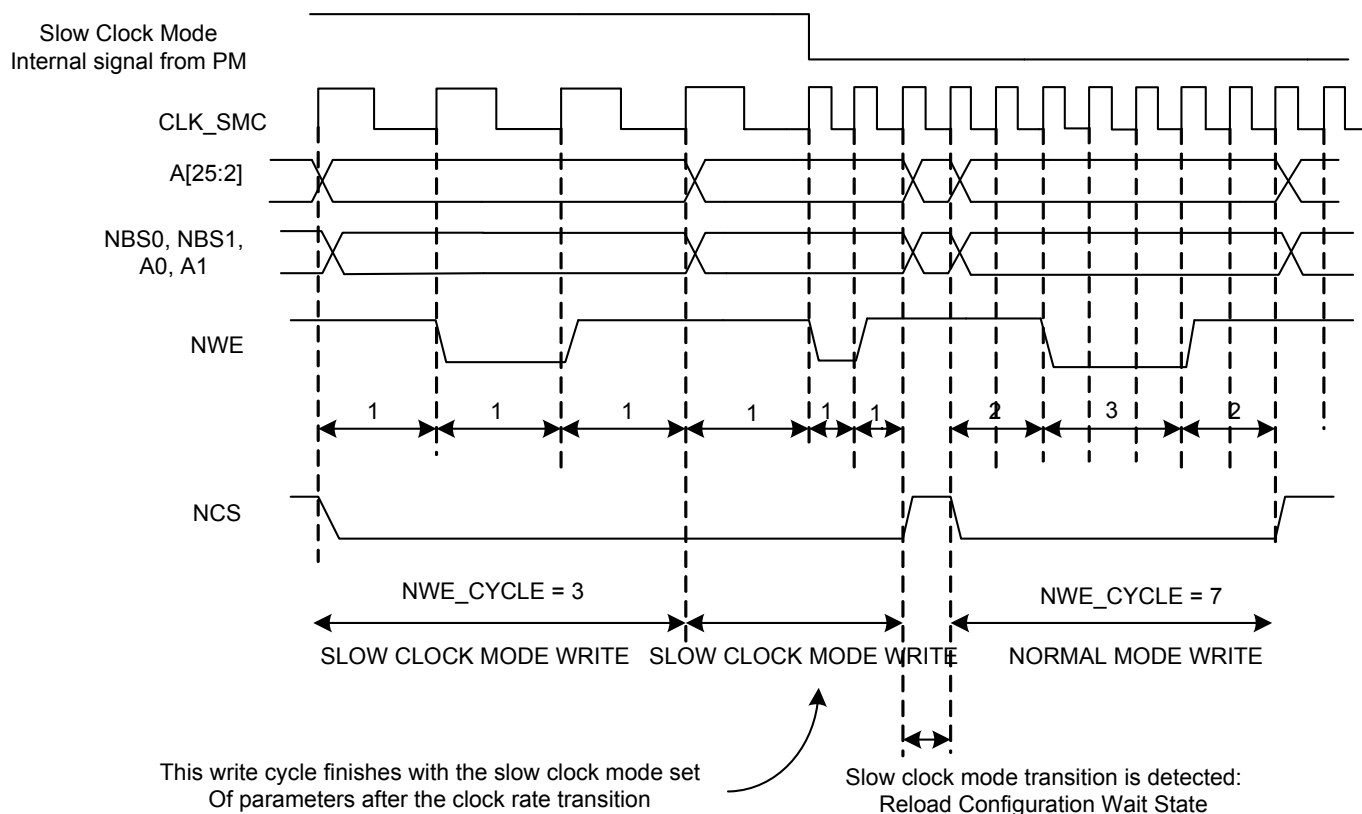 Slow Clock Mode
Internal signal from PM
CLK_SMC
A[25:2]
NBS0, NBS1,
A0, A1
NWE
1 1 1 1 1 1 2 3 2
NCS
NWE_CYCLE = 3 NWE_CYCLE = 7
SLOW CLOCK MODE WRITE SLOW CLOCK MODE WRITE NORMAL MODE WRITE
This write cycle finishes with the slow clock mode set
Of parameters after the clock rate transition
Slow clock mode transition is detected:
Reload Configuration Wait State